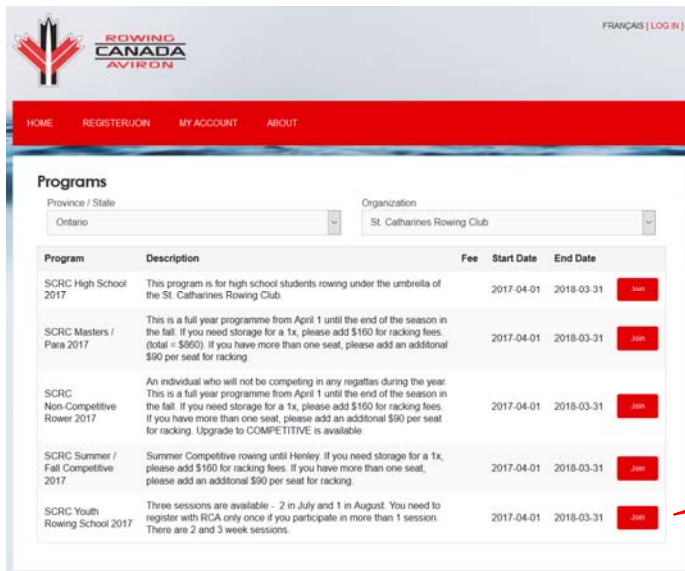 FRANÇAIS [ LOG IN ]
ROWING
CANADA
AVIRON
HOME REGISTER/JOIN MY ACCOUNT ABOUT
Programs
Province / State Organization
Ontario St. Catharines Rowing Club
Program Description Fee Start Date End Date
SCRC High School
2017
This program is for high school students rowing under the umbrella of
the St. Catharines Rowing Club.
2017-04-01 2018-03-31 Join
SCRC Masters /
Para 2017
This is a full year programme from April 1 until the end of the season in
the fall. If you need storage for a 1x, please add $160 for racking fees.
(total = $860). If you have more than one seat, please add an additonal
$90 per seat for racking.
2017-04-01 2018-03-31 Join
SCRC
Non-Competitive
Rower 2017
An individual who will not be competing in any regattas during the year.
This is a full year programme from April 1 until the end of the season in
the fall. If you need storage for a 1x, please add $160 for racking fees.
If you have more than one seat, please add an additonal $90 per seat
for racking. Upgrade to COMPETITIVE is available.
2017-04-01 2018-03-31 Join
SCRC Summer /
Fall Competitive
2017
Summer Competitive rowing until Henley. If you need storage for a 1x,
please add $160 for racking fees. If you have more than one seat,
please add an additonal $90 per seat for racking.
2017-04-01 2018-03-31 Join
SCRC Youth
Rowing School 2017
Three sessions are available - 2 in July and 1 in August. You need to
register with RCA only once if you participate in more than 1 session.
There are 2 and 3 week sessions.
2017-04-01 2018-03-31 Join